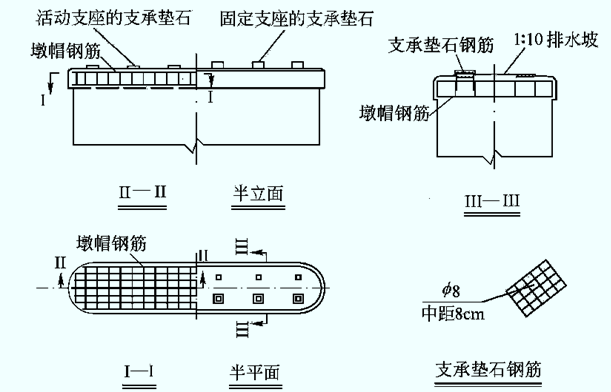 活动支座的支承垫石
固定支座的支承垫石
墩帽钢筋
I
I
II—II
半立面
支承垫石钢筋
1:10排水坡
墩帽钢筋
III—III
墩帽钢筋
II
II
III
III
I—I
半平面
ϕ8
中距8cm
支承垫石钢筋